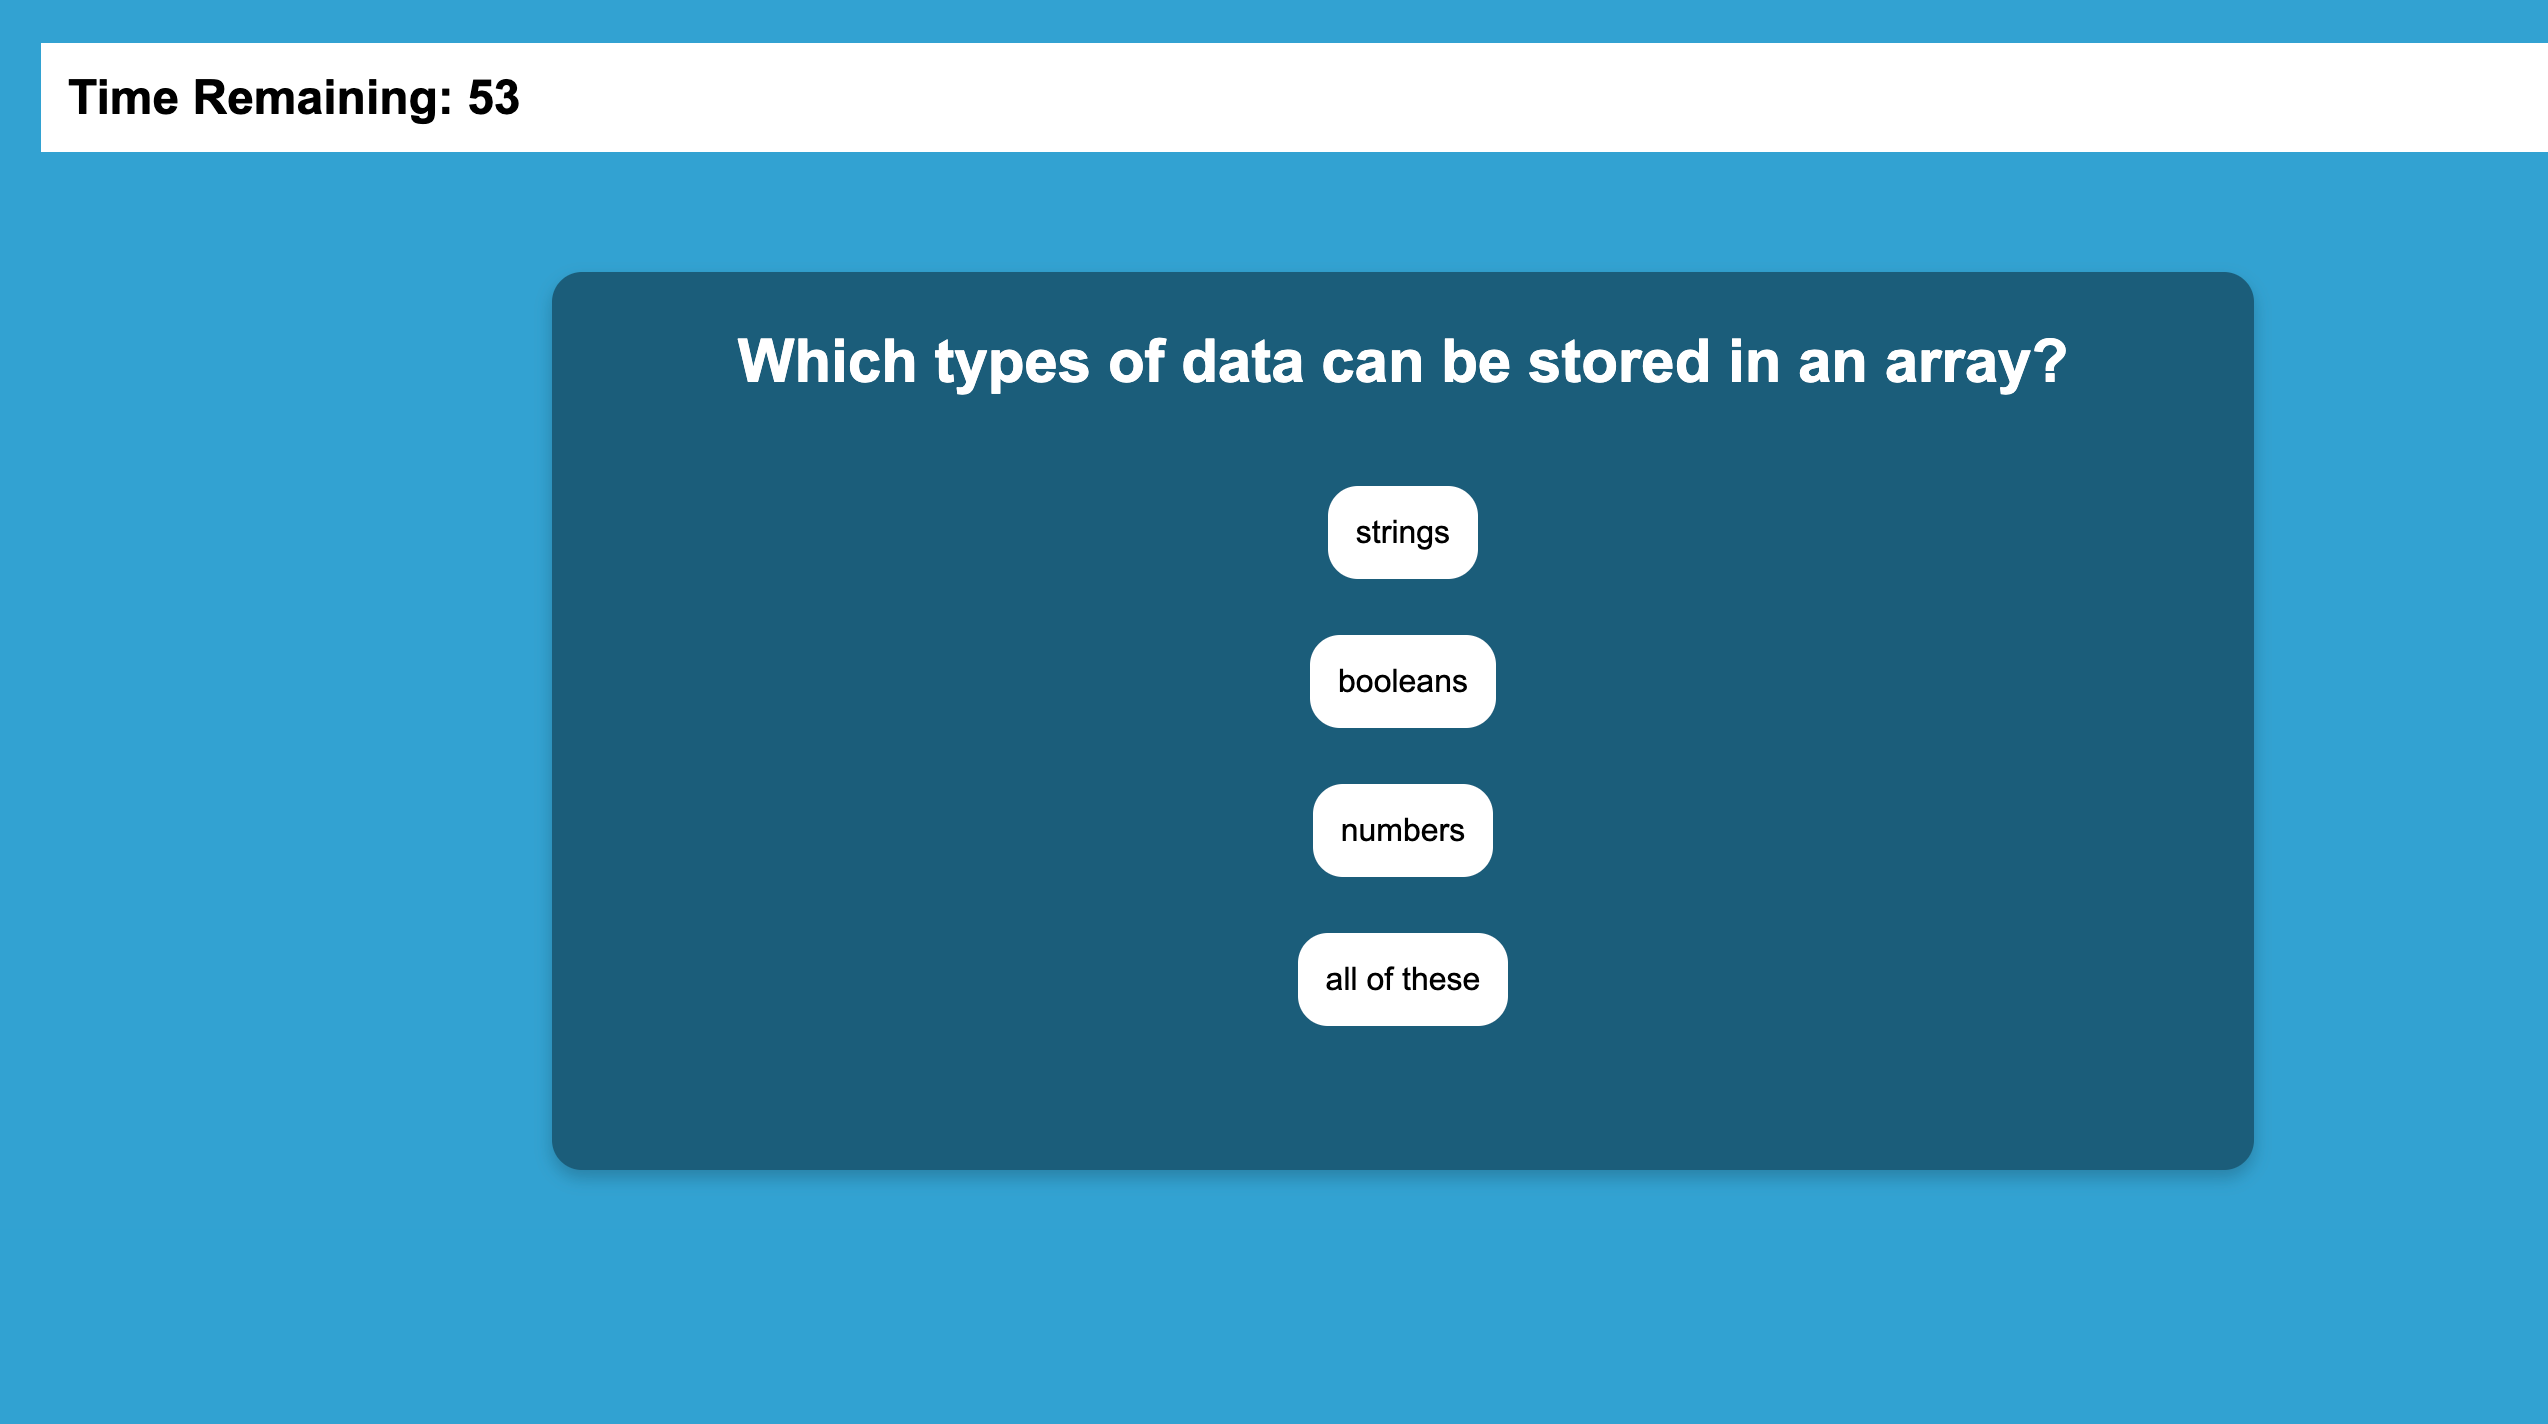 Time Remaining: 53
Which types of data can be stored in an array?
strings
booleans
numbers
all of these